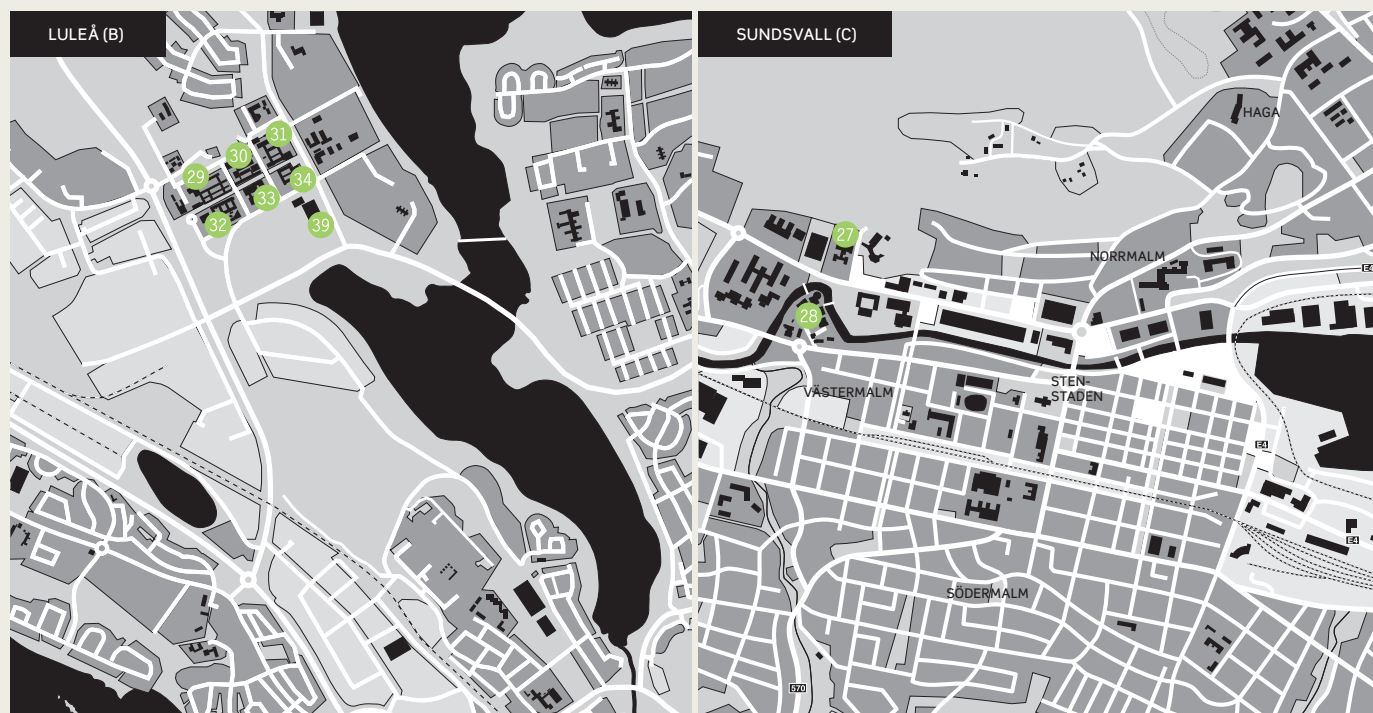 LULEÅ (B)
31
30
29
34
33
32
39
SUNDSVALL (C)
HAGA
27
NORRMALM
E4
28
STEN-
STADEN
VÄSTERMALM
E4
E4
SÖDERMALM
570